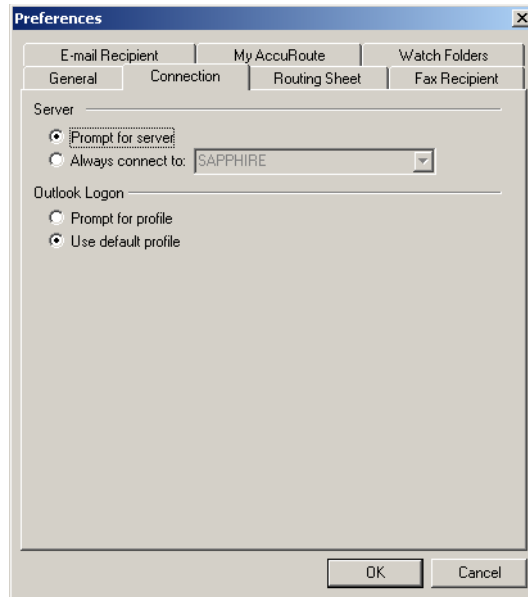 Preferences
E-mail Recipient My AccuRoute Watch Folders
General Connection Routing Sheet Fax Recipient
Server
Prompt for server
Always connect to: SAPPHIRE
Outlook Logon
Prompt for profile
Use default profile
OK Cancel